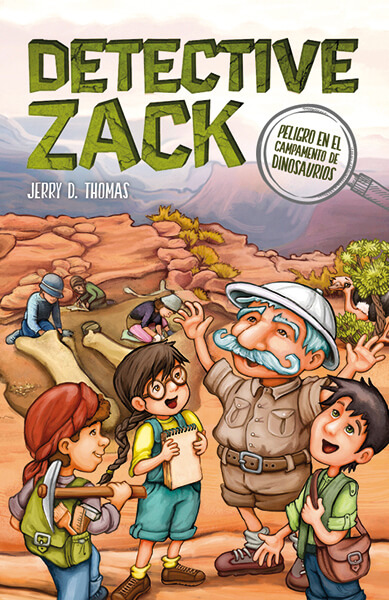 DETECTIVE
ZACK
PELIGRO EN EL
CAMPAMENTO DE
DINOSAURIOS
JERRY D. THOMAS